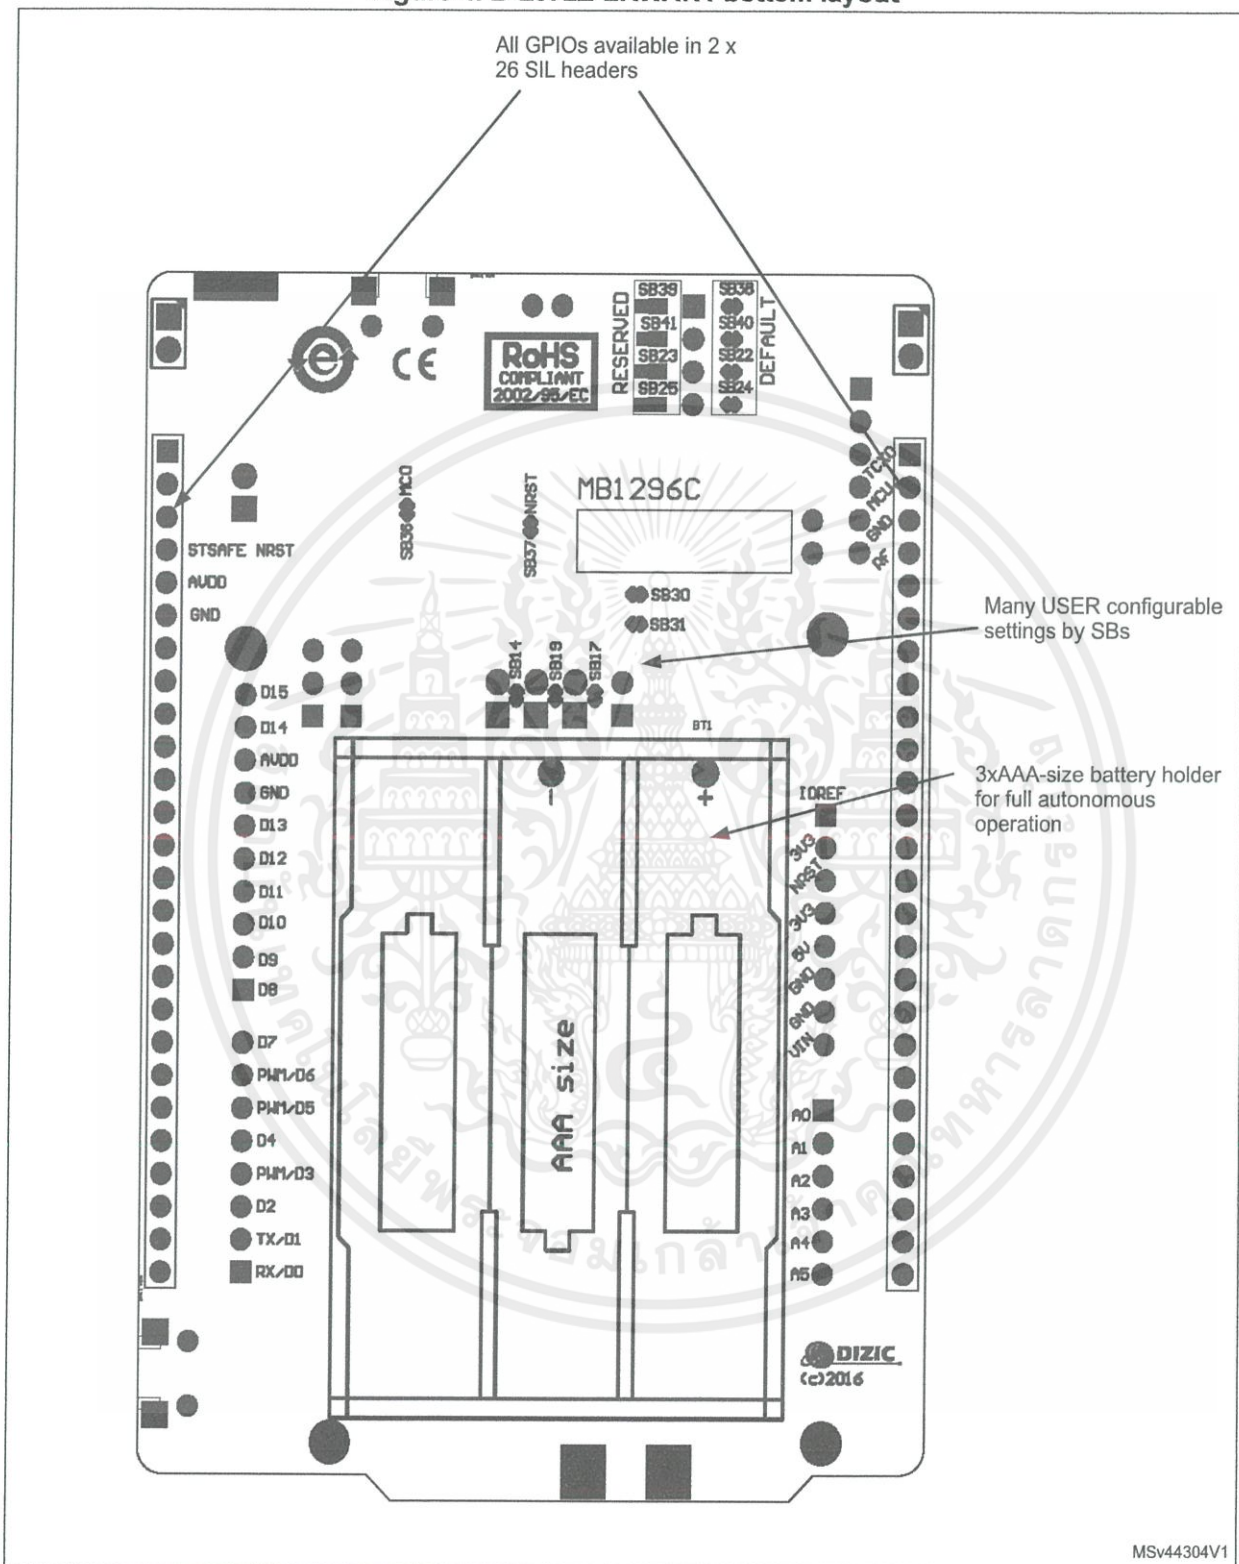 All GPIOs available in 2 x
26 SIL headers
RESERVED
SB39
SB41
SB23
SB25
SB38
SB40
SB22
SB24
DEFAULT
e
CE
RoHS
COMPLIANT
2002/95/EC
TCXO
MCU
GND
RF
SB36
MCO
SB37
NRST
MB1296C
STSAFE NRST
AVDD
GND
SB30
SB31
Many USER configurable
settings by SBs
SB14
SB19
SB17
BT1
-
+
3xAAA-size battery holder
for full autonomous
operation
D15
D14
AVDD
GND
D13
D12
D11
D10
D9
D8
D7
PWM/D6
PWM/D5
D4
PWM/D3
D2
TX/D1
RX/D0
AAA size
IOREF
3V3
NRST
3V3
5V
GND
GND
VIN
A0
A1
A2
A3
A4
A5
DIZIC
(c)2016
MSv44304V1